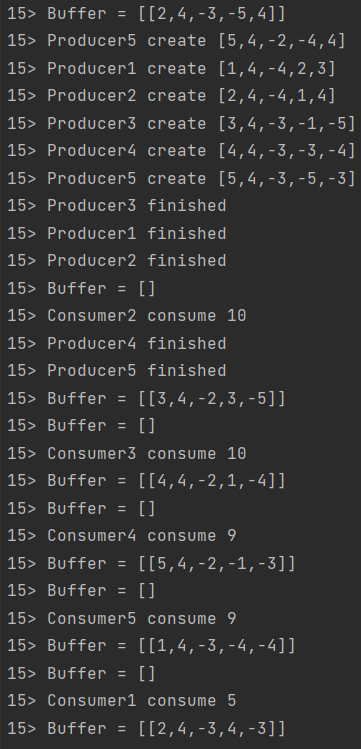 15> Buffer = [[2,4,-3,-5,4]]
15> Producer5 create [5,4,-2,-4,4]
15> Producer1 create [1,4,-4,2,3]
15> Producer2 create [2,4,-4,1,4]
15> Producer3 create [3,4,-3,-1,-5]
15> Producer4 create [4,4,-3,-3,-4]
15> Producer5 create [5,4,-3,-5,-3]
15> Producer3 finished
15> Producer1 finished
15> Producer2 finished
15> Buffer = []
15> Consumer2 consume 10
15> Producer4 finished
15> Producer5 finished
15> Buffer = [[3,4,-2,3,-5]]
15> Buffer = []
15> Consumer3 consume 10
15> Buffer = [[4,4,-2,1,-4]]
15> Buffer = []
15> Consumer4 consume 9
15> Buffer = [[5,4,-2,-1,-3]]
15> Buffer = []
15> Consumer5 consume 9
15> Buffer = [[1,4,-3,-4,-4]]
15> Buffer = []
15> Consumer1 consume 5
15> Buffer = [[2,4,-3,4,-3]]